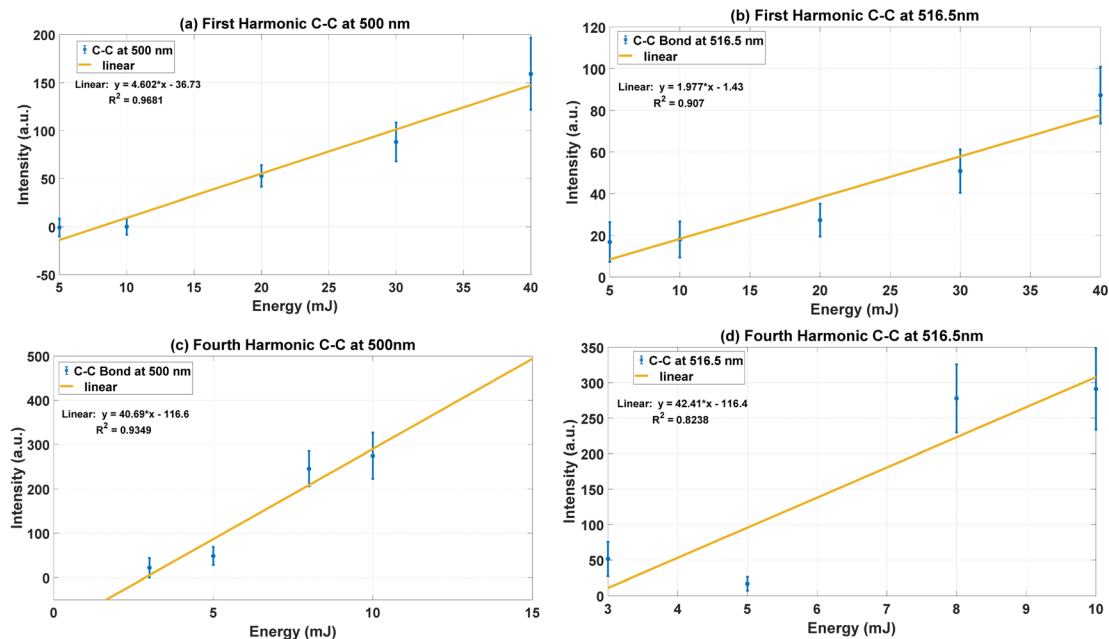 (a) First Harmonic C-C at 500 nm
200
150
100
50
0
-50
5
10
15
20
25
30
35
40
Intensity (a.u.)
Energy (mJ)
C-C at 500 nm
linear
Linear: y = 4.602*x - 36.73
R² = 0.9681
(b) First Harmonic C-C at 516.5nm
120
100
80
60
40
20
0
5
10
15
20
25
30
35
40
Intensity (a.u.)
Energy (mJ)
C-C Bond at 516.5 nm
linear
Linear: y = 1.977*x - 1.43
R² = 0.907
(c) Fourth Harmonic C-C at 500nm
500
400
300
200
100
0
0
5
10
15
Intensity (a.u.)
Energy (mJ)
C-C Bond at 500 nm
linear
Linear: y = 40.69*x - 116.6
R² = 0.9349
(d) Fourth Harmonic C-C at 516.5nm
350
300
250
200
150
100
50
0
3
4
5
6
7
8
9
10
Intensity (a.u.)
Energy (mJ)
C-C at 516.5 nm
linear
Linear: y = 42.41*x - 116.4
R² = 0.8238